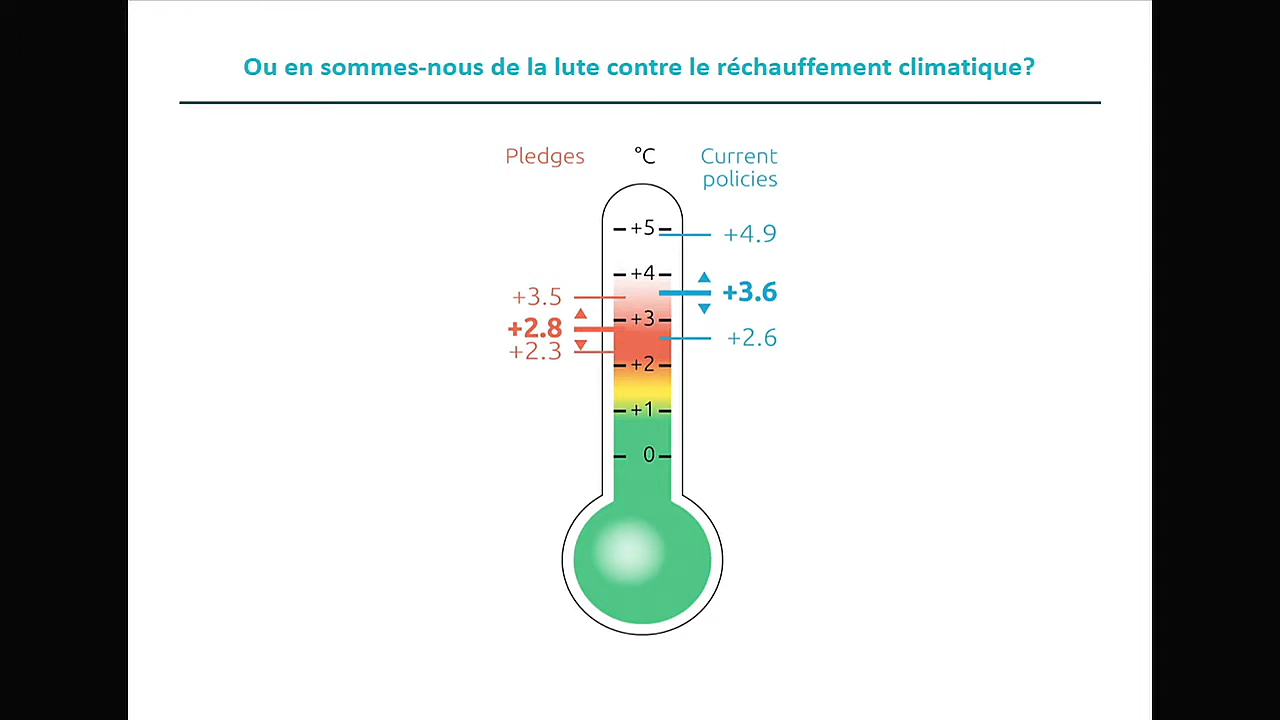 Ou en sommes-nous de la lute contre le réchauffement climatique?
Pledges
°C
Current
policies
+5
+4.9
+4
+3.6
+3.5
+3
+2.8
+2.6
+2.3
+2
+1
0